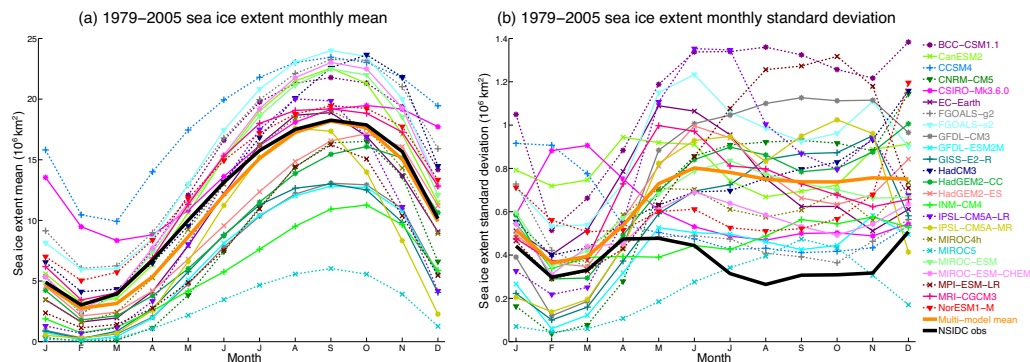 (a) 1979−2005 sea ice extent monthly mean
Sea ice extent mean (10⁶ km²)
25
20
15
10
5
0
J F M A M J J A S O N D
Month
(b) 1979−2005 sea ice extent monthly standard deviation
Sea ice extent standard deviation (10⁶ km²)
1.4
1.2
1
0.8
0.6
0.4
0.2
0
J F M A M J J A S O N D
Month
BCC−CSM1.1
CanESM2
CCSM4
CNRM−CM5
CSIRO−Mk3.6.0
EC−Earth
FGOALS−g2
FGOALS−s2
GFDL−CM3
GFDL−ESM2M
GISS−E2−R
HadCM3
HadGEM2−CC
HadGEM2−ES
INM−CM4
IPSL−CM5A−LR
IPSL−CM5A−MR
MIROC4h
MIROC5
MIROC−ESM
MIROC−ESM−CHEM
MPI−ESM−LR
MRI−CGCM3
NorESM1−M
Multi−model mean
NSIDC obs